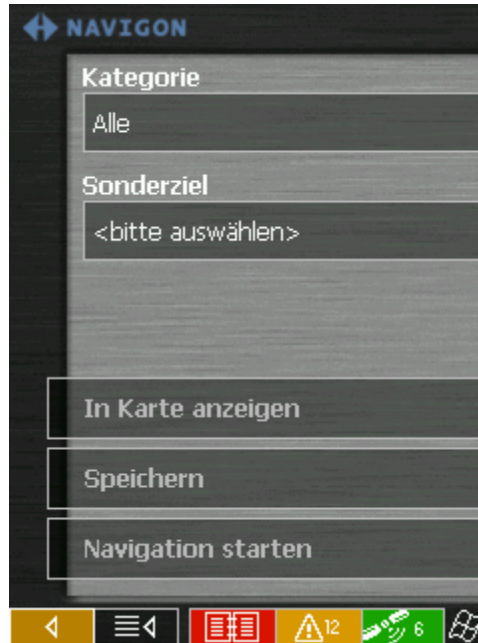 NAVIGON
Kategorie
Alle
Sonderziel
<bitte auswählen>
In Karte anzeigen
Speichern
Navigation starten
12
6